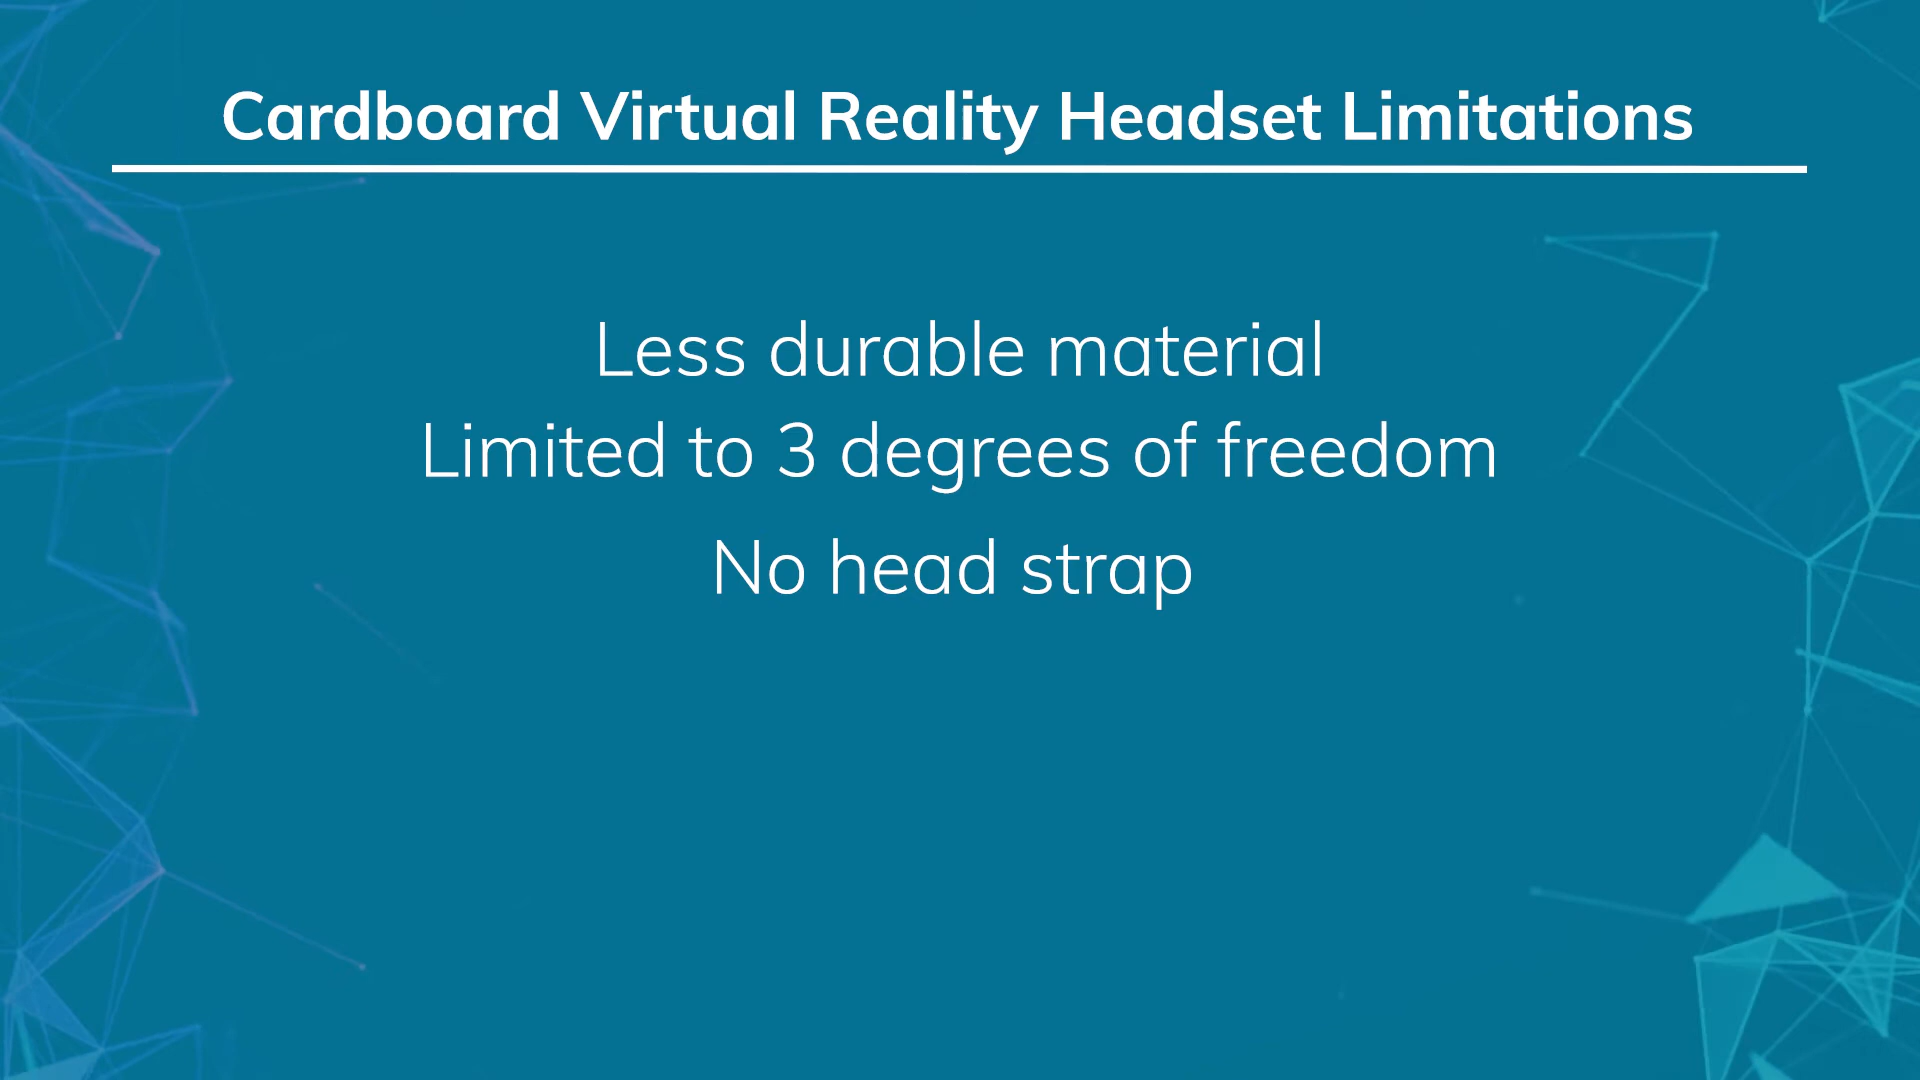 Cardboard Virtual Reality Headset Limitations
Less durable material
Limited to 3 degrees of freedom
No head strap